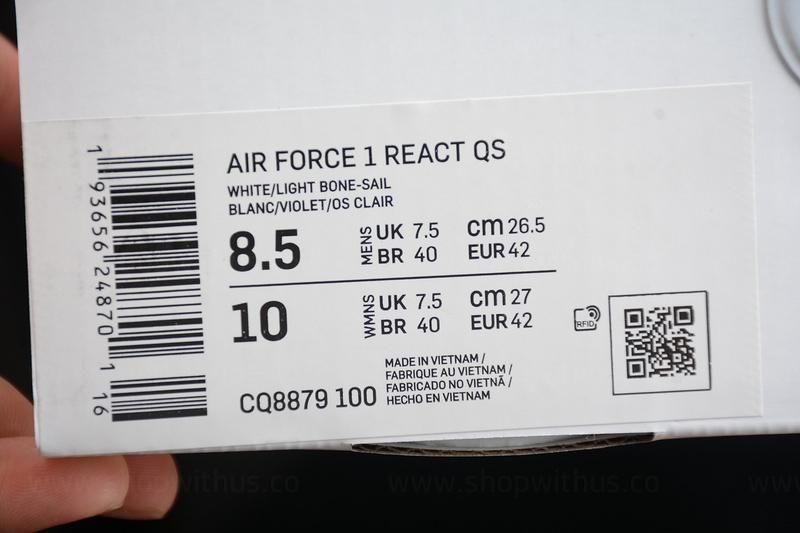 AIR FORCE 1 REACT QS
WHITE/LIGHT BONE-SAIL
BLANC/VIOLET/OS CLAIR
8.5 MENS UK 7.5 cm 26.5
BR 40 EUR 42
10 WMNS UK 7.5 cm 27
BR 40 EUR 42
RFID
MADE IN VIETNAM /
FABRIQUE AU VIETNAM /
FABRICADO NO VIETNÃ /
HECHO EN VIETNAM
CQ8879 100
1 93656 24870 1 16
www.shopwithus.co